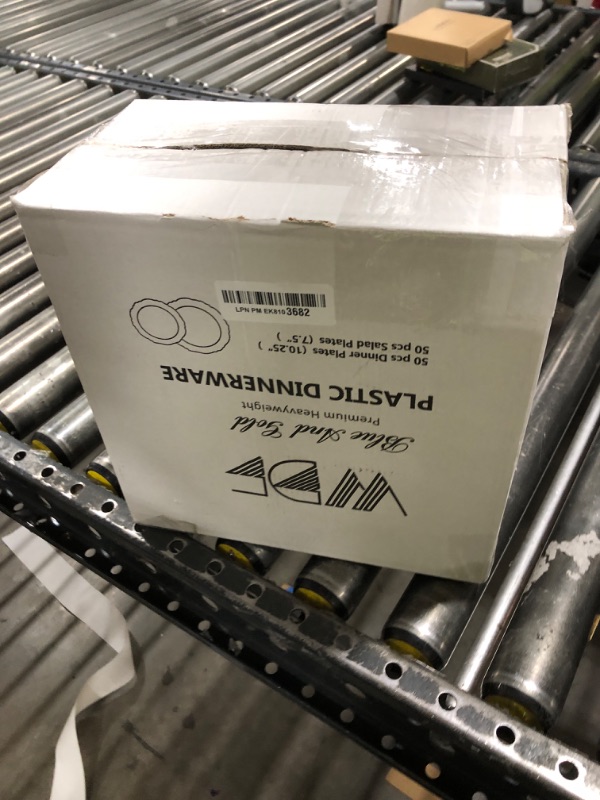 WDF
Blue And Gold
Premium Heavyweight
PLASTIC DINNERWARE
50 pcs Dinner Plates (10.25" )
50 pcs Salad Plates (7.5" )
LPN PM EK8103682